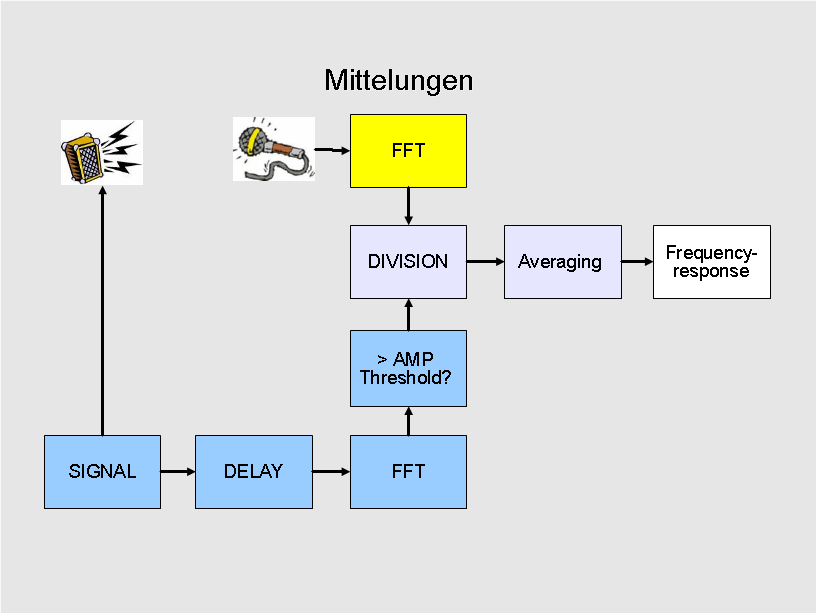 Mittelungen
FFT
DIVISION
Averaging
Frequency-
response
> AMP
Threshold?
SIGNAL
DELAY
FFT